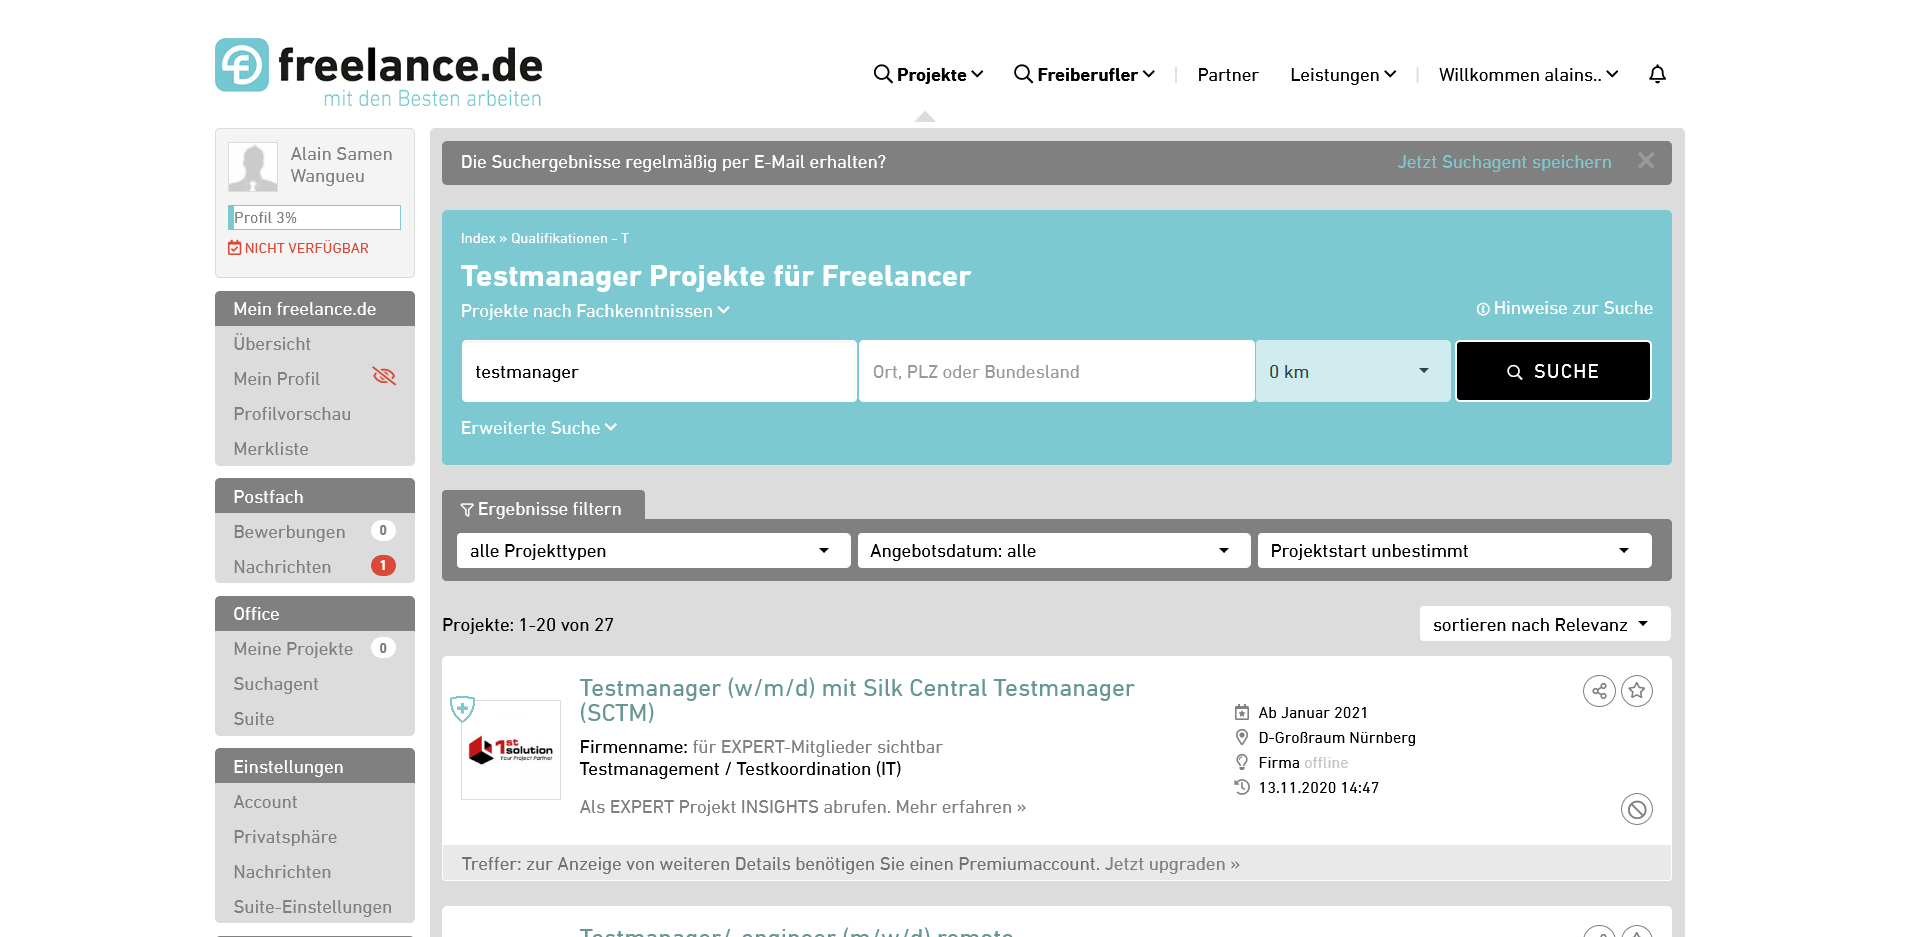 freelance.de
mit den Besten arbeiten
Projekte
Freiberufler
Partner
Leistungen
Willkommen alains..
Alain Samen
Wangueu
Profil 3%
NICHT VERFÜGBAR
Mein freelance.de
Übersicht
Mein Profil
Profilvorschau
Merkliste
Postfach
Bewerbungen 0
Nachrichten 1
Office
Meine Projekte 0
Suchagent
Suite
Einstellungen
Account
Privatsphäre
Nachrichten
Suite-Einstellungen
Die Suchergebnisse regelmäßig per E-Mail erhalten?
Jetzt Suchagent speichern
Index » Qualifikationen - T
Testmanager Projekte für Freelancer
Projekte nach Fachkenntnissen
Hinweise zur Suche
testmanager
Ort, PLZ oder Bundesland
0 km
SUCHE
Erweiterte Suche
Ergebnisse filtern
alle Projekttypen
Angebotsdatum: alle
Projektstart unbestimmt
Projekte: 1-20 von 27
sortieren nach Relevanz
1st solution
Your Project Partner
Testmanager (w/m/d) mit Silk Central Testmanager
(SCTM)
Firmenname: für EXPERT-Mitglieder sichtbar
Testmanagement / Testkoordination (IT)
Als EXPERT Projekt INSIGHTS abrufen. Mehr erfahren »
Ab Januar 2021
D-Großraum Nürnberg
Firma offline
13.11.2020 14:47
Treffer: zur Anzeige von weiteren Details benötigen Sie einen Premiumaccount. Jetzt upgraden »
Testmanager/-engineer (m/w/d) remote